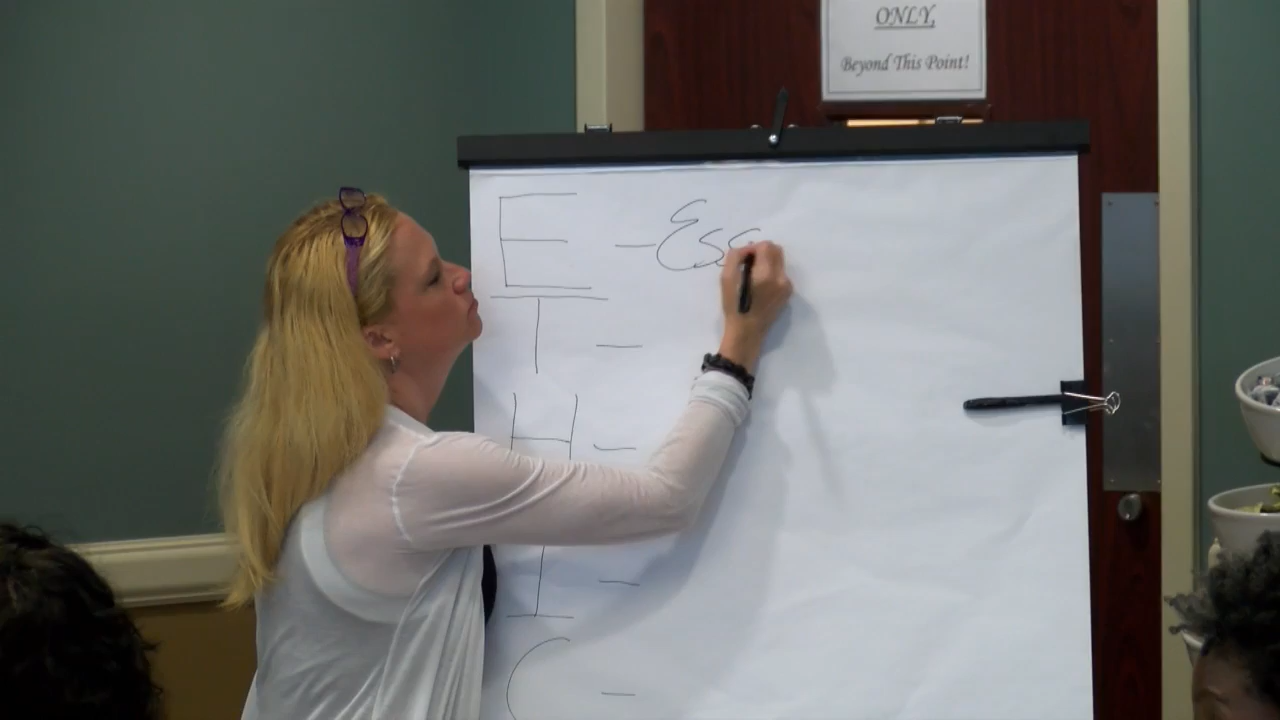 ONLY,
Beyond This Point!
E - Ess
T -
H -
I -
C -